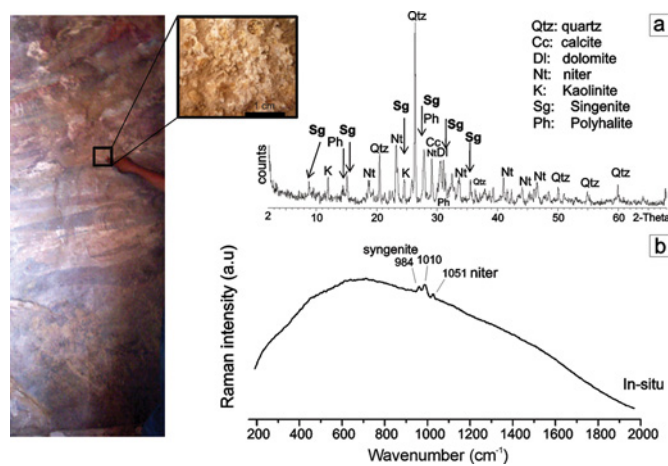 1 cm
a
Qtz: quartz
Cc: calcite
Dl: dolomite
Nt: niter
K: Kaolinite
Sg: Singenite
Ph: Polyhalite
counts
Qtz
Sg
Ph
Sg
K
Nt
Qtz
Nt
Sg
K
Sg
Ph
Cc
Nt
Dl
Sg
Ph
Sg
Nt
Qtz
Nt
Nt
Nt
Qtz
Qtz
Qtz
2 10 20 30 40 50 60 2-Theta
b
syngenite
984 1010
1051 niter
In-situ
Raman intensity (a.u)
200 400 600 800 1000 1200 1400 1600 1800 2000
Wavenumber (cm-1)